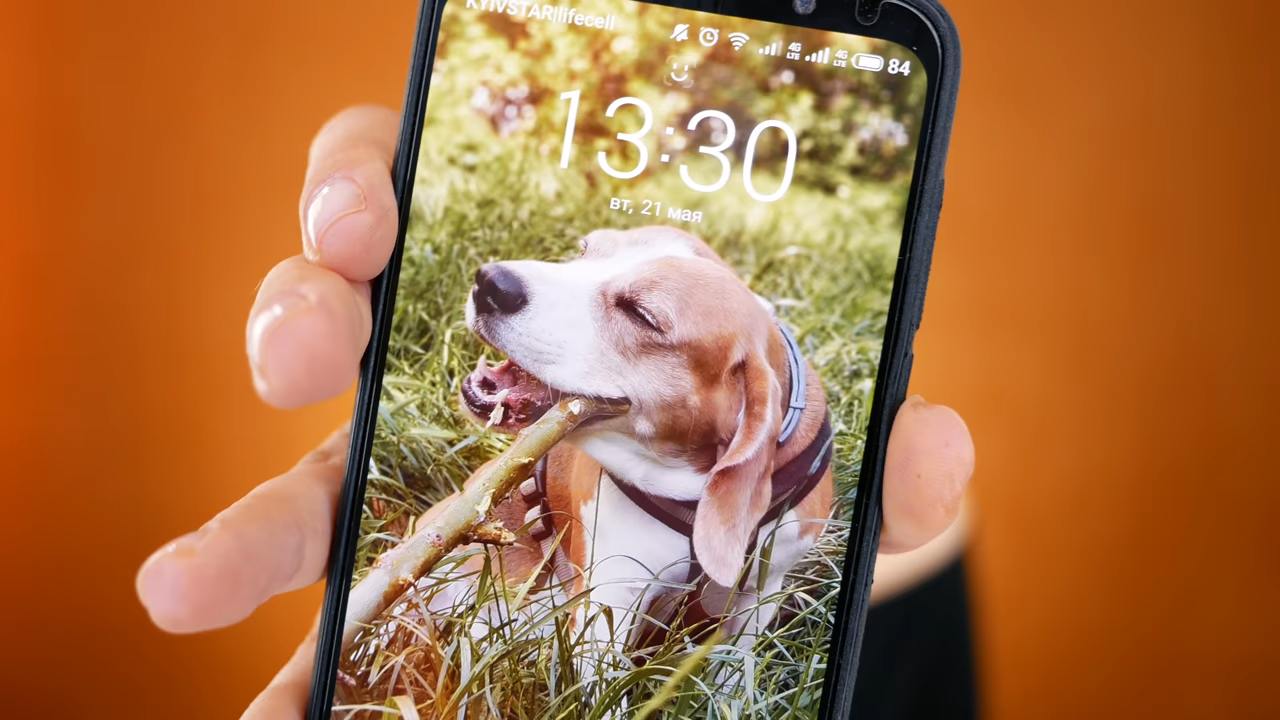 KYIVSTAR|lifecell
4G
LTE
4G
LTE
84
13:30
вт, 21 мая